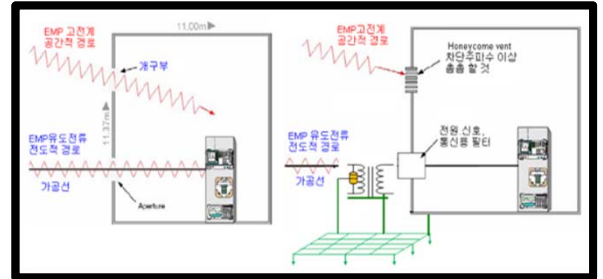 11.00m
EMP 고전계
공간적 경로
개구부
11.37m
EMP유도전류
전도적 경로
가공선
Aperture
EMP 고전계
공간적 경로
Honeycome vent
차단주파수 이상
흡흡 할 것
EMP 유도전류
전도적 경로
가공선
전원 신호,
통신용 필터